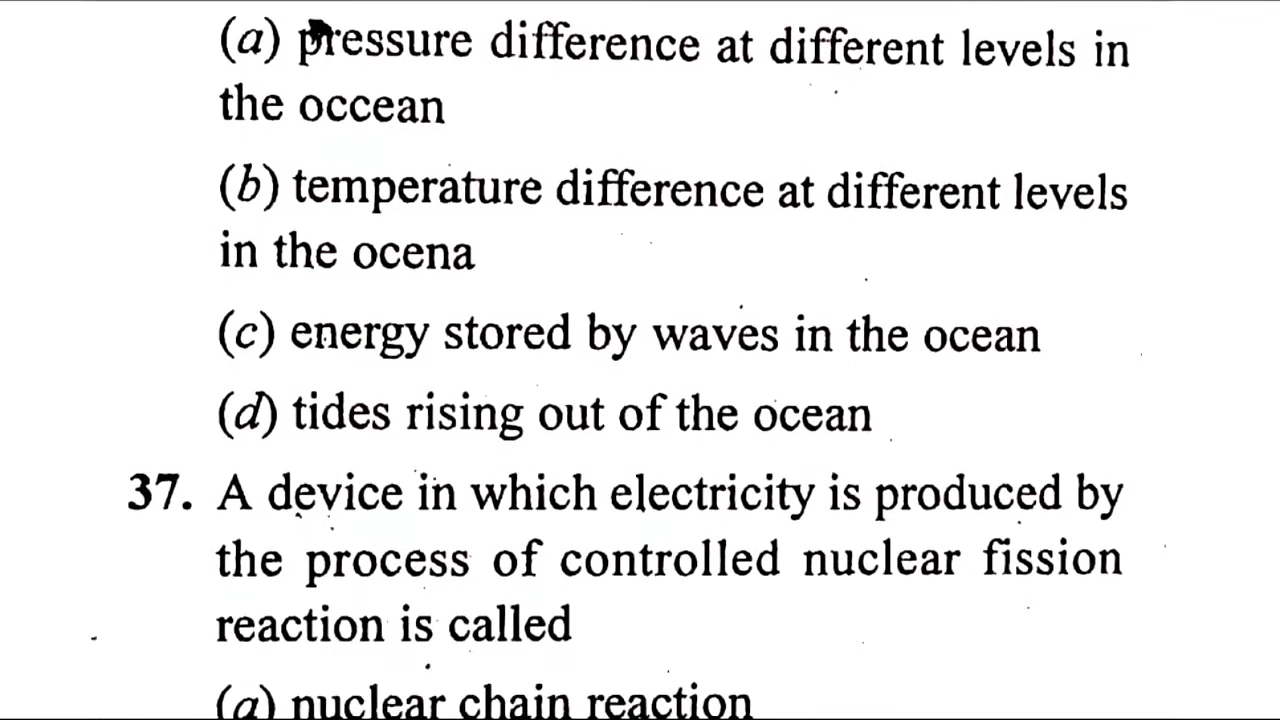 (a) pressure difference at different levels in
the occean
(b) temperature difference at different levels
in the ocena
(c) energy stored by waves in the ocean
(d) tides rising out of the ocean
37. A device in which electricity is produced by
the process of controlled nuclear fission
reaction is called
(a) nuclear chain reaction